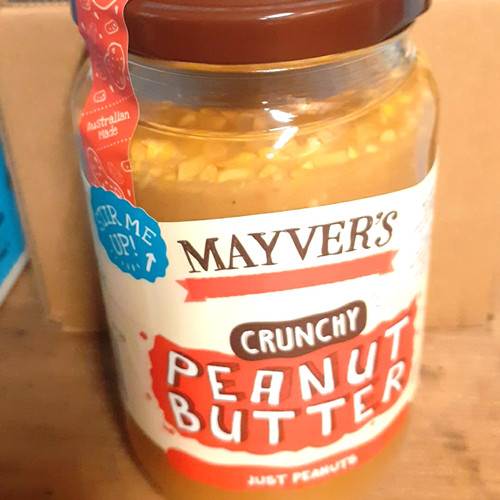 Australian
Made
STIR ME
UP!
MAYVER'S
CRUNCHY
PEANUT
BUTTER
JUST PEANUTS